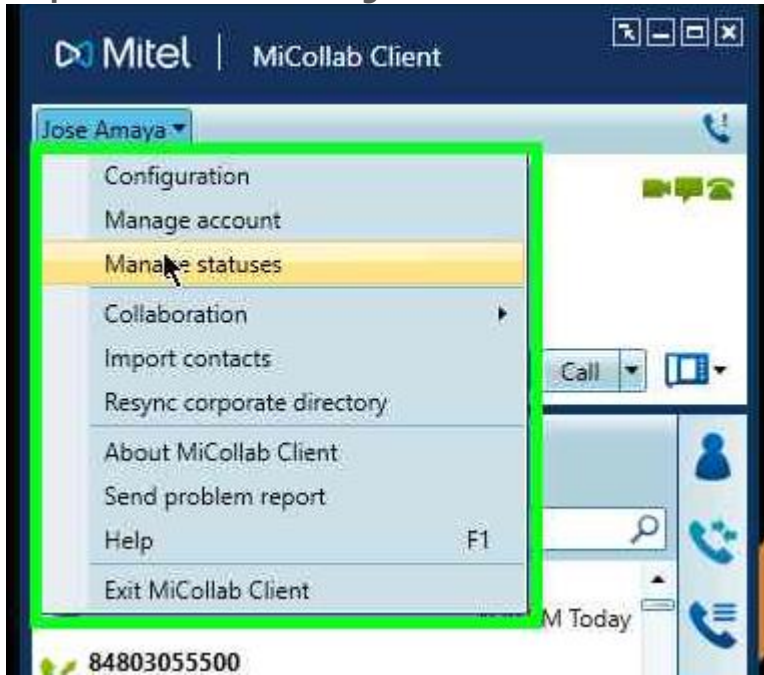 Mitel | MiCollab Client
Jose Amaya
Configuration
Manage account
Manage statuses
Collaboration
Import contacts
Call
Resync corporate directory
About MiCollab Client
Send problem report
Help F1
Exit MiCollab Client
M Today
84803055500